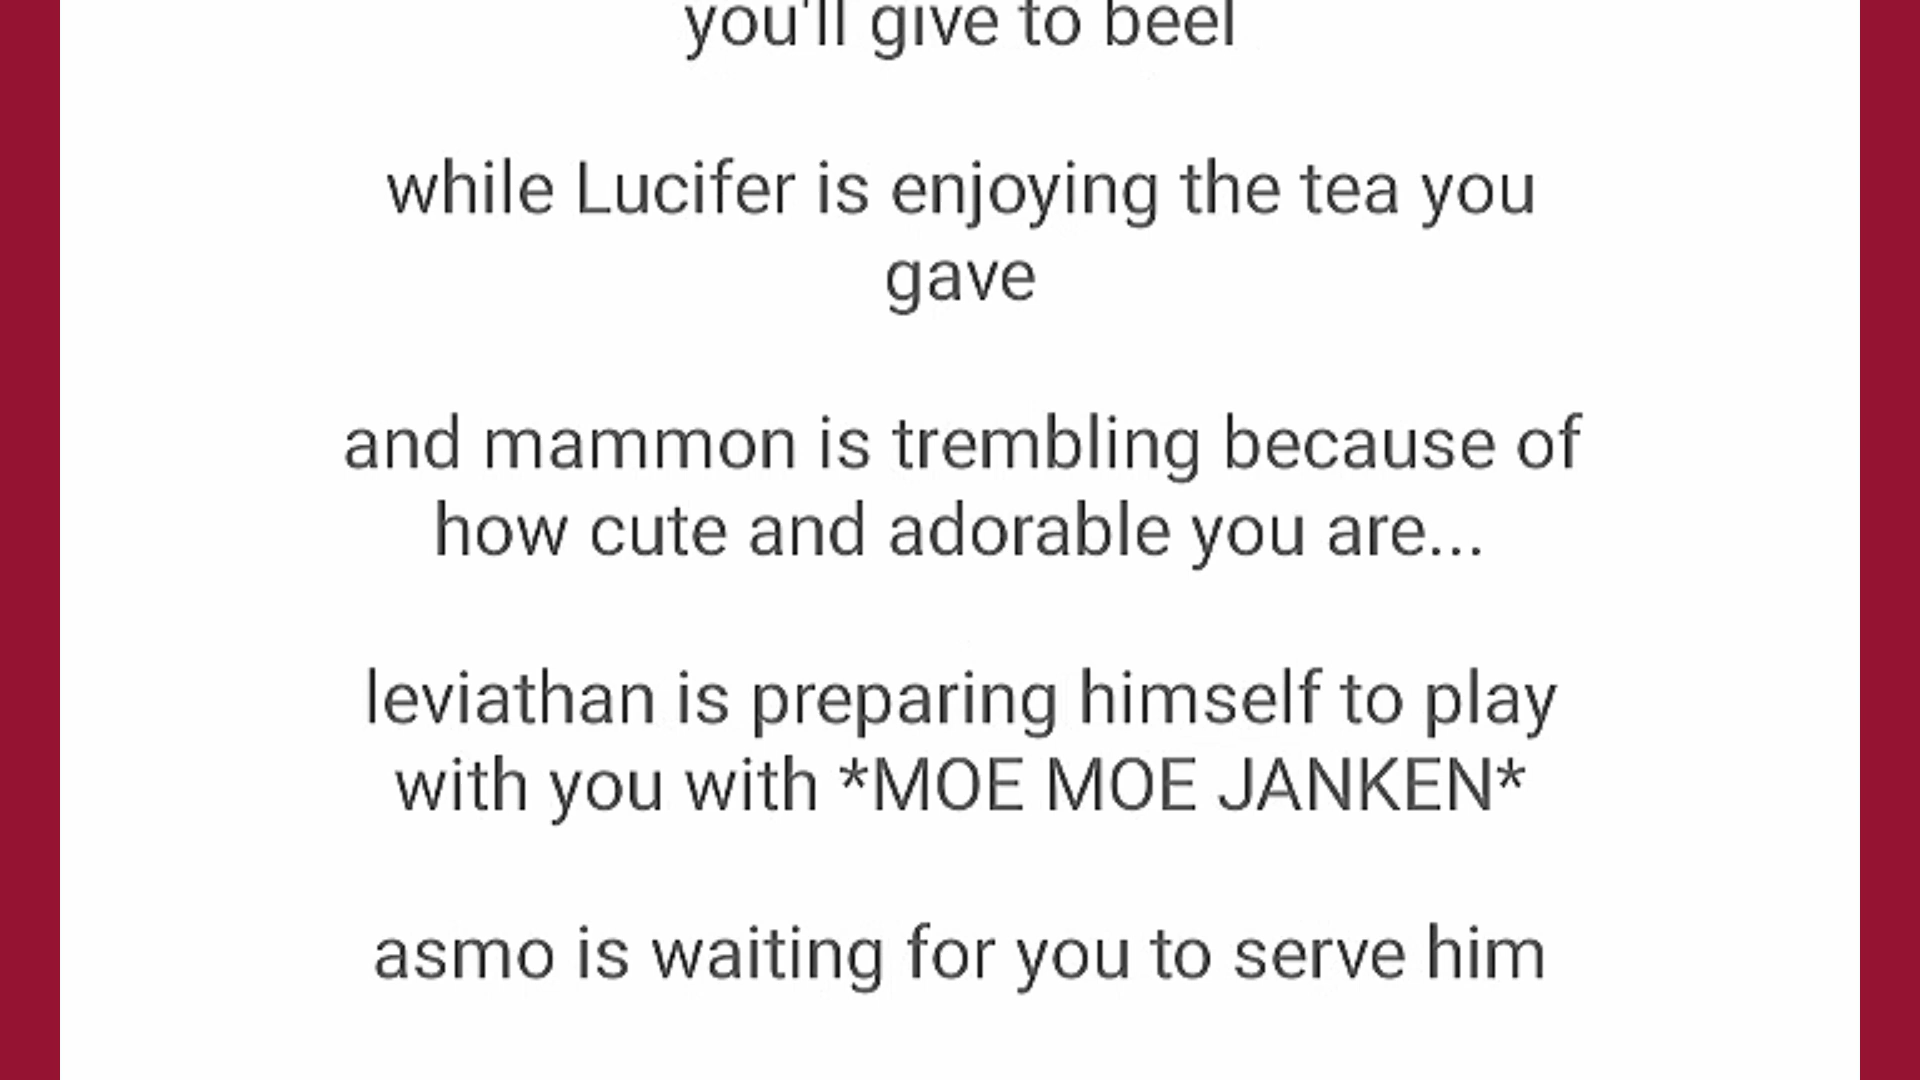 you'll give to beel
while Lucifer is enjoying the tea you
gave
and mammon is trembling because of
how cute and adorable you are...
leviathan is preparing himself to play
with you with *MOE MOE JANKEN*
asmo is waiting for you to serve him